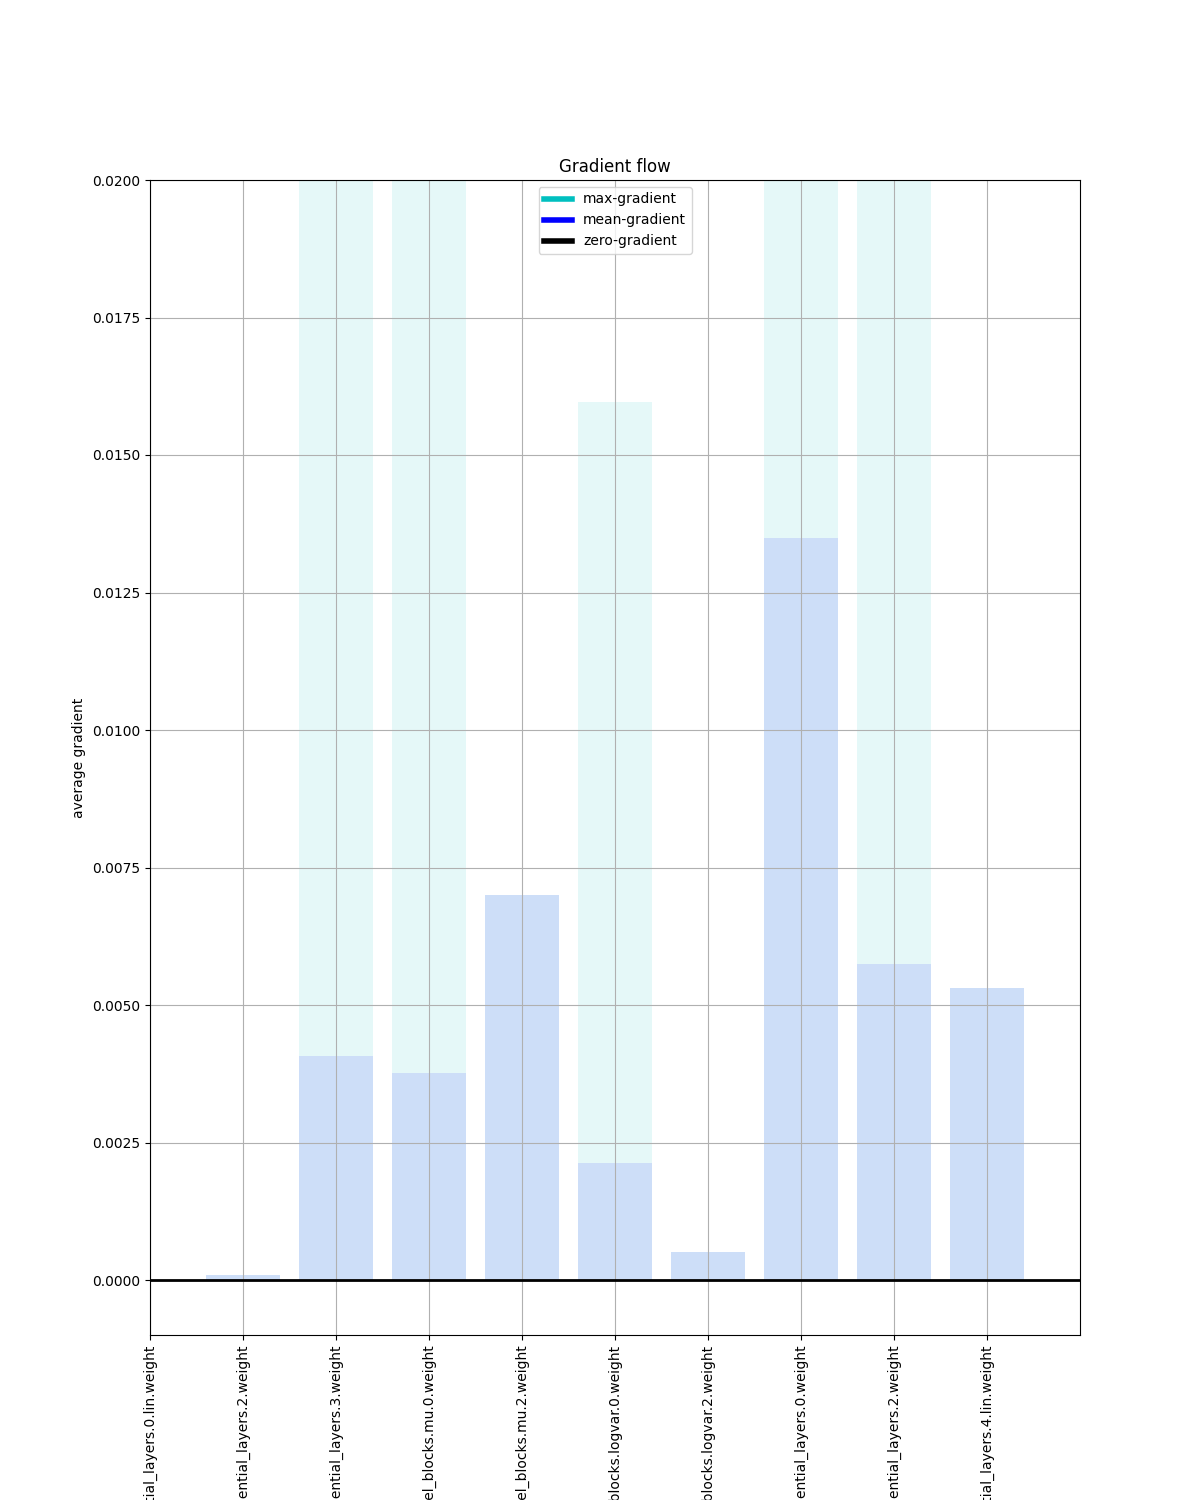 Gradient flow
max-gradient
mean-gradient
zero-gradient
0.0200
0.0175
0.0150
0.0125
0.0100
0.0075
0.0050
0.0025
0.0000
average gradient
tial_layers.0.lin.weight
ential_layers.2.weight
ential_layers.3.weight
el_blocks.mu.0.weight
el_blocks.mu.2.weight
blocks.logvar.0.weight
blocks.logvar.2.weight
ential_layers.0.weight
ential_layers.2.weight
tial_layers.4.lin.weight